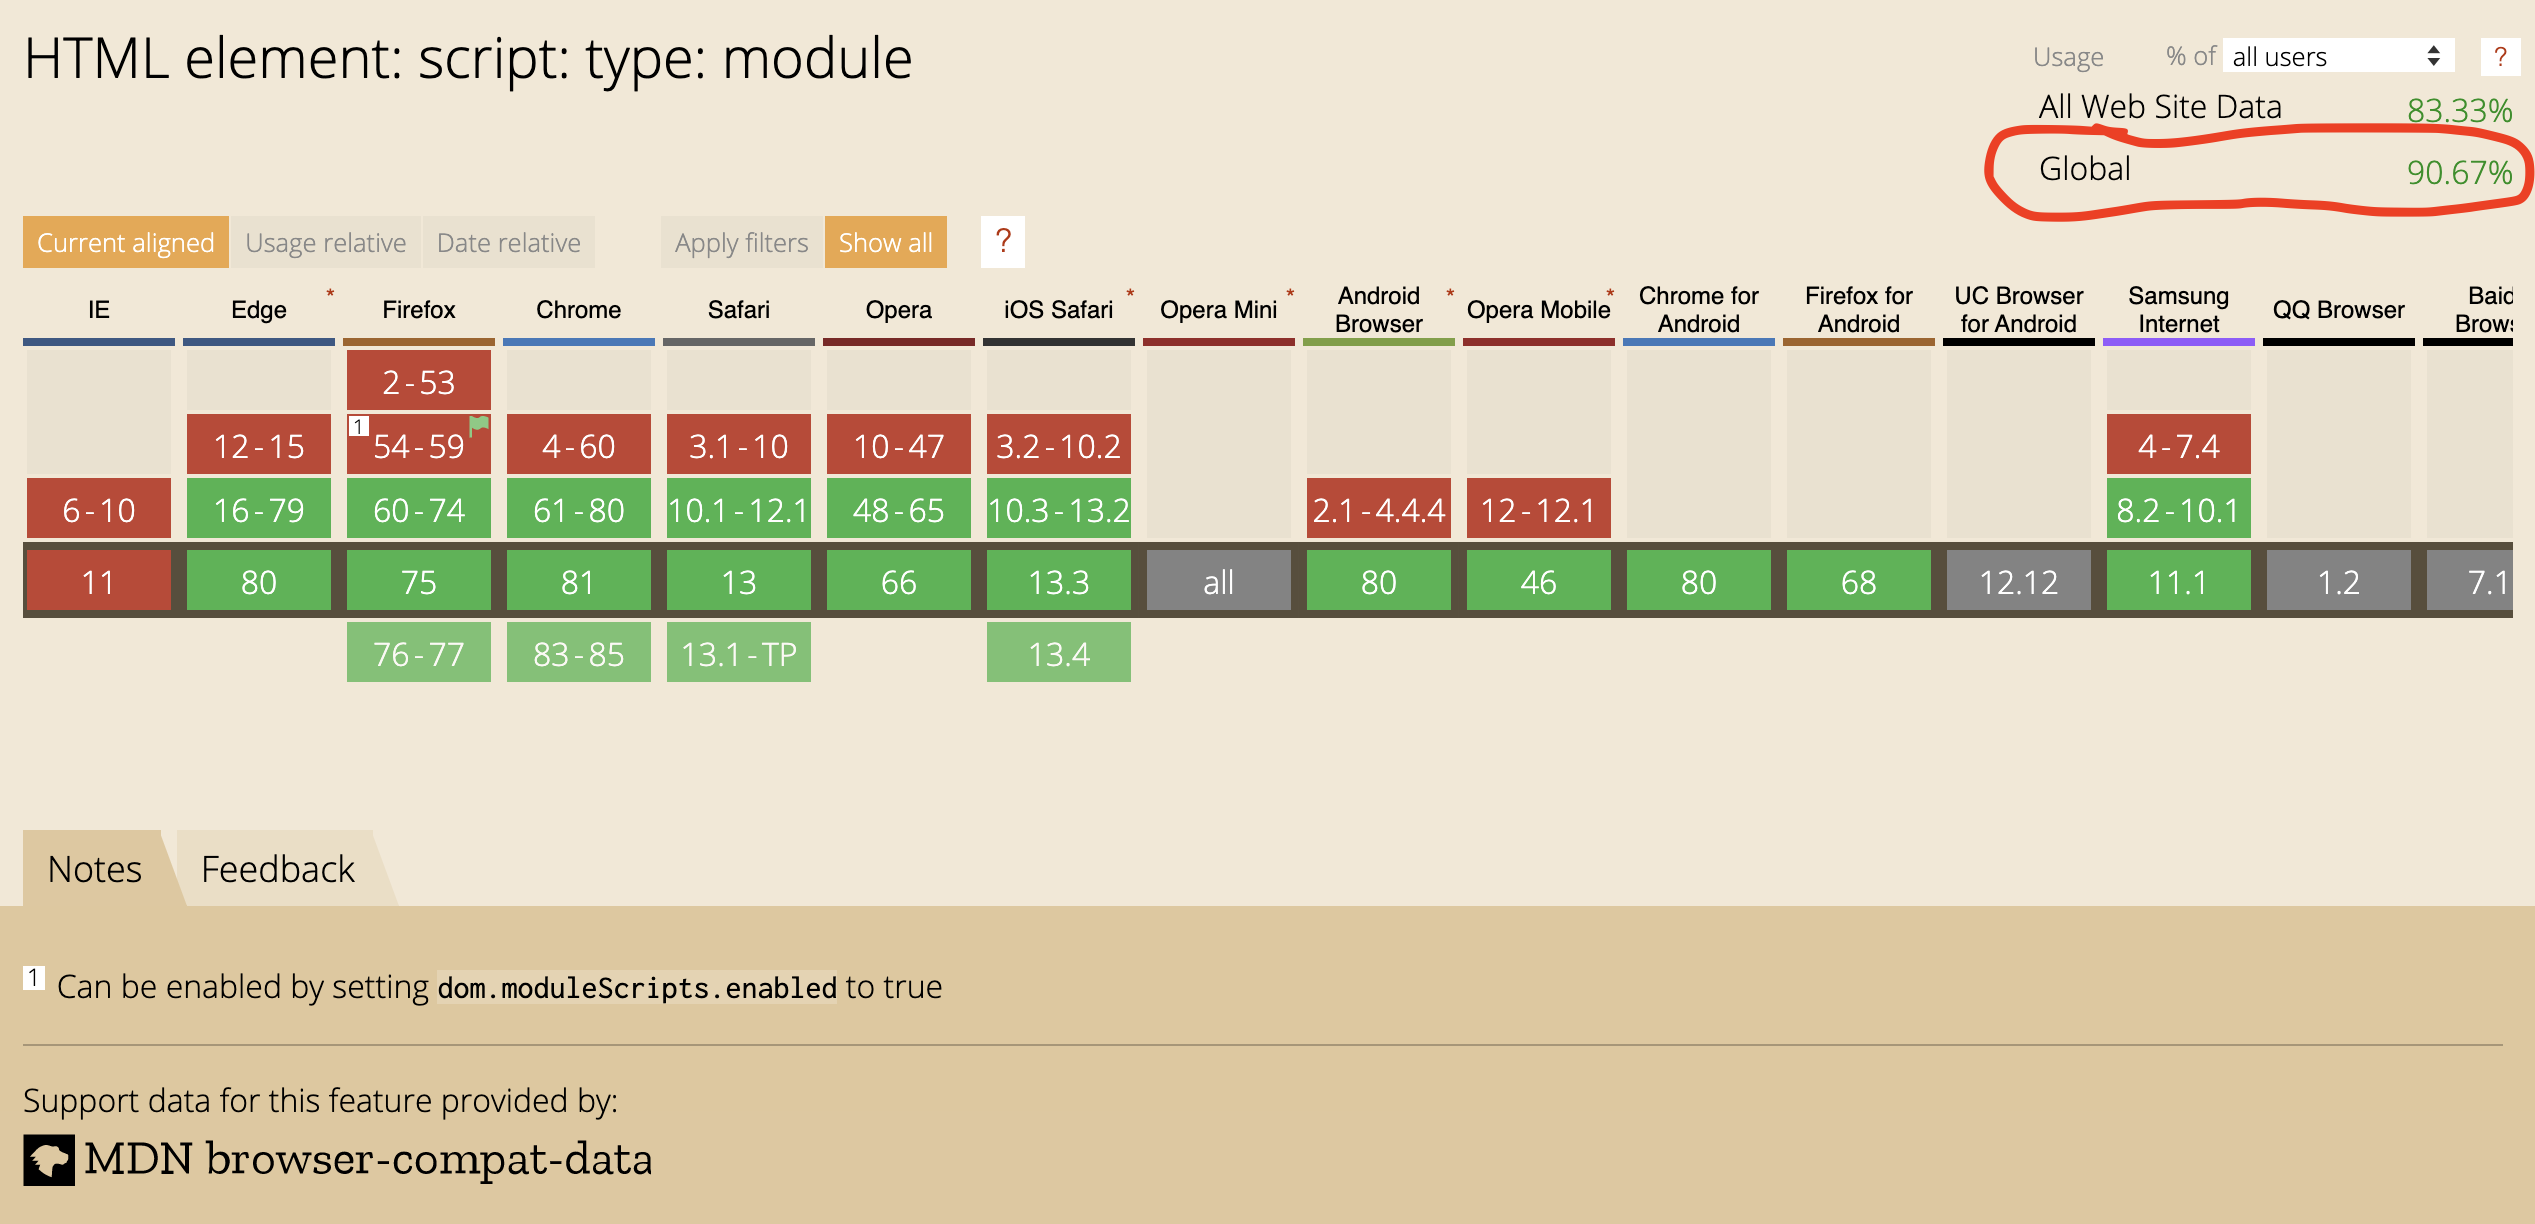 HTML element: script: type: module
Usage % of all users ?
All Web Site Data 83.33%
Global 90.67%
Current aligned Usage relative Date relative Apply filters Show all ?
IE Edge * Firefox Chrome Safari Opera iOS Safari * Opera Mini * Android Browser * Opera Mobile * Chrome for Android Firefox for Android UC Browser for Android Samsung Internet QQ Browser Baid Brows
2-53
12-15 1 54-59 4-60 3.1-10 10-47 3.2-10.2 4-7.4
6-10 16-79 60-74 61-80 10.1-12.1 48-65 10.3-13.2 2.1-4.4.4 12-12.1 8.2-10.1
11 80 75 81 13 66 13.3 all 80 46 80 68 12.12 11.1 1.2 7.1
76-77 83-85 13.1-TP 13.4
Notes Feedback
1 Can be enabled by setting dom.moduleScripts.enabled to true
Support data for this feature provided by:
MDN browser-compat-data